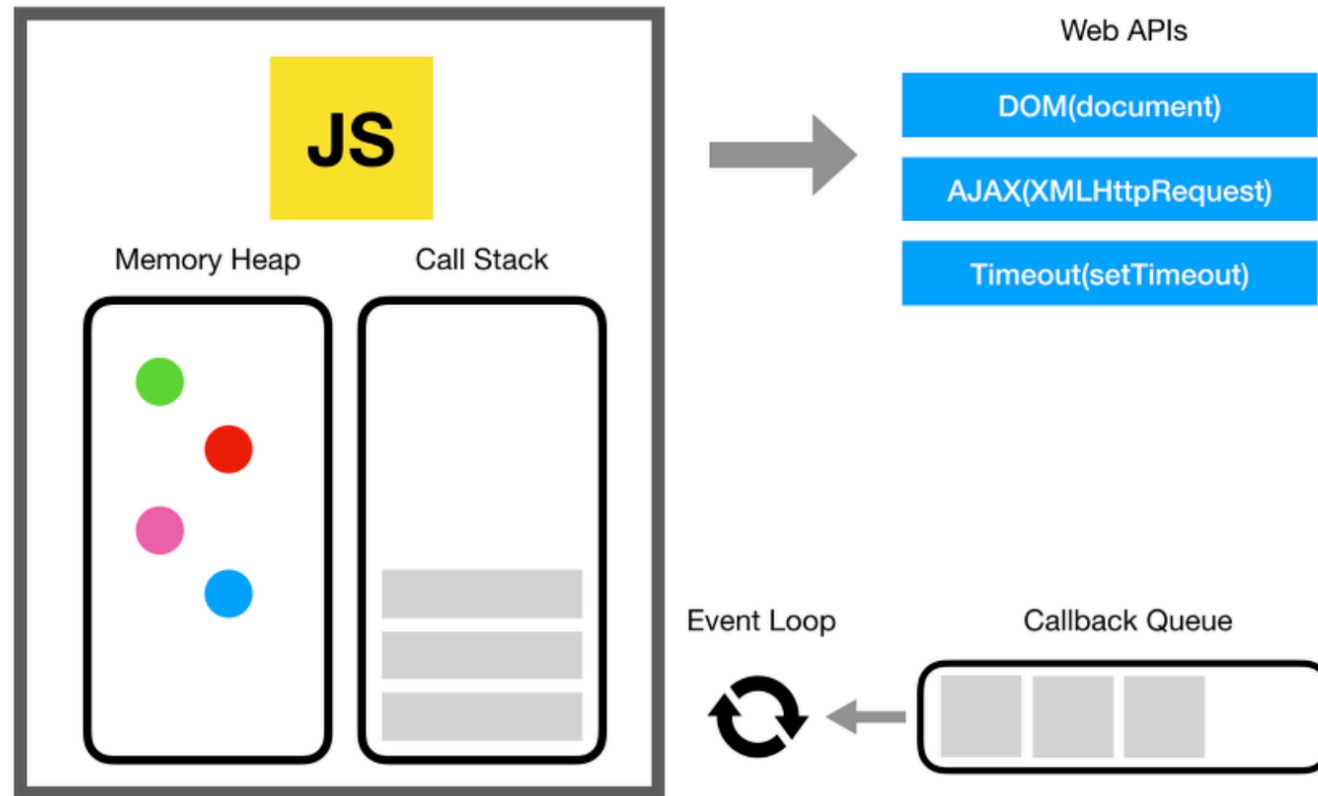 JS
Memory Heap
Call Stack
Web APIs
DOM(document)
AJAX(XMLHttpRequest)
Timeout(setTimeout)
Event Loop
Callback Queue